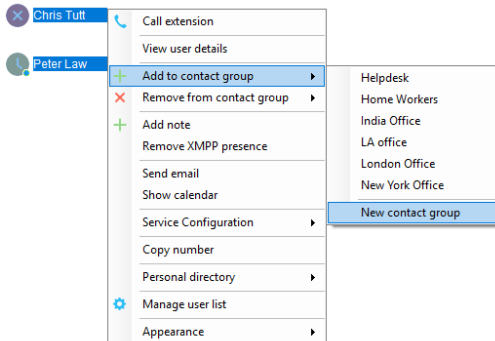 Chris Tutt
Peter Law
Call extension
View user details
Add to contact group
Remove from contact group
Add note
Remove XMPP presence
Send email
Show calendar
Service Configuration
Copy number
Personal directory
Manage user list
Appearance
Helpdesk
Home Workers
India Office
LA office
London Office
New York Office
New contact group